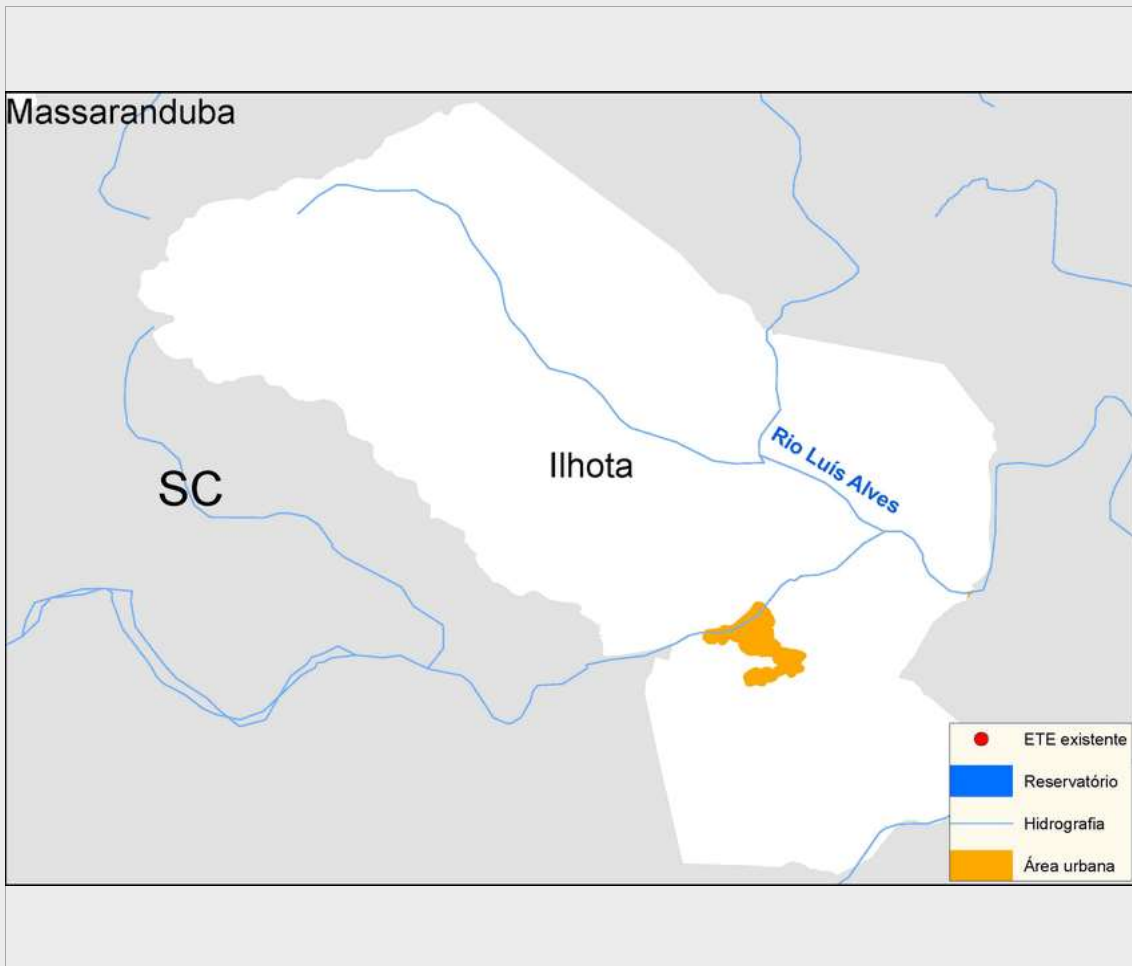 Massaranduba
Rio Luís Alves
Ilhota
SC
ETE existente
Reservatório
Hidrografia
Área urbana